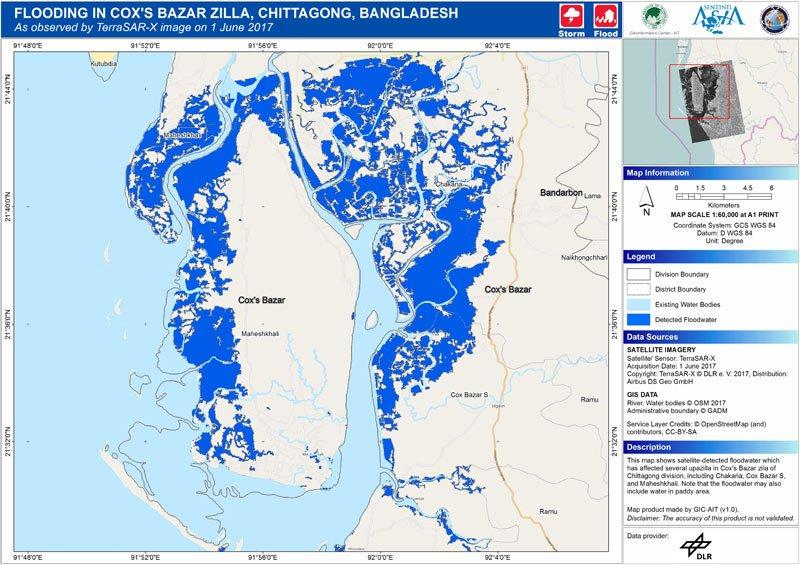 FLOODING IN COX'S BAZAR ZILLA, CHITTAGONG, BANGLADESH
As observed by TerraSAR-X image on 1 June 2017
Storm
Flood
Geoinformatics Center - AIT
SENTINEL
ASIA
91°48'0"E
91°52'0"E
91°56'0"E
92°0'0"E
92°4'0"E
21°44'0"N
21°40'0"N
21°36'0"N
21°32'0"N
Kutubdia
Maheshkhali
Chakaria
Bandarbon
Lama
Naikhongchhari
Cox's Bazar
Cox's Bazar
Maheshkhali
Cox Bazar S
Ramu
Ramu
91°48'0"E
91°52'0"E
91°56'0"E
92°0'0"E
92°4'0"E
21°44'0"N
21°40'0"N
21°36'0"N
21°32'0"N
Map Information
N
0
1.5
3
4.5
6
Kilometers
MAP SCALE 1:60,000 at A1 PRINT
Coordinate System: GCS WGS 84
Datum: D WGS 84
Unit: Degree
Legend
Division Boundary
District Boundary
Existing Water Bodies
Detected Floodwater
Data Sources
SATELLITE IMAGERY
Satellite/ Sensor: TerraSAR-X
Acquisition Date: 1 June 2017
Copyright: TerraSAR-X © DLR e. V. 2017, Distribution:
Airbus DS Geo GmbH
GIS DATA
River, Water bodies © OSM 2017
Administrative boundary © GADM
Service Layer Credits: © OpenStreetMap (and)
contributors, CC-BY-SA
Description
This map shows satellite-detected floodwater which
has affected several upazilla in Cox's Bazar zila of
Chittagong division, including Chakaria, Cox Bazar S,
and Maheshkhali. Note that the floodwater may also
include water in paddy area.
Map product made by GIC-AIT (v1.0).
Disclaimer: The accuracy of this product is not validated.
Data provider:
DLR